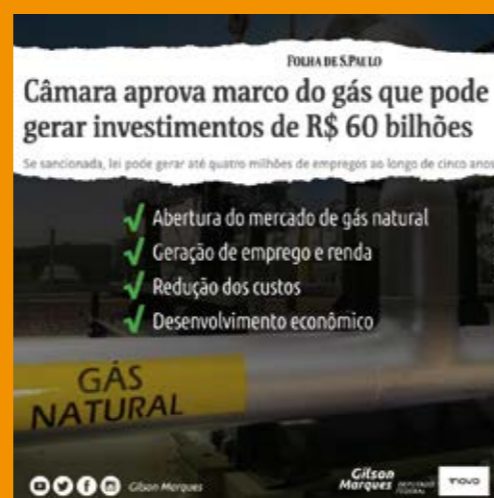 FOLHA DE S.PAULO
Câmara aprova marco do gás que pode
gerar investimentos de R$ 60 bilhões
Se sancionada, lei pode gerar até quatro milhões de empregos ao longo de cinco anos
Abertura do mercado de gás natural
Geração de emprego e renda
Redução dos custos
Desenvolvimento econômico
GÁS
NATURAL
Gilson Marques
Gilson
Marques DEPUTADO
FEDERAL
NOVO